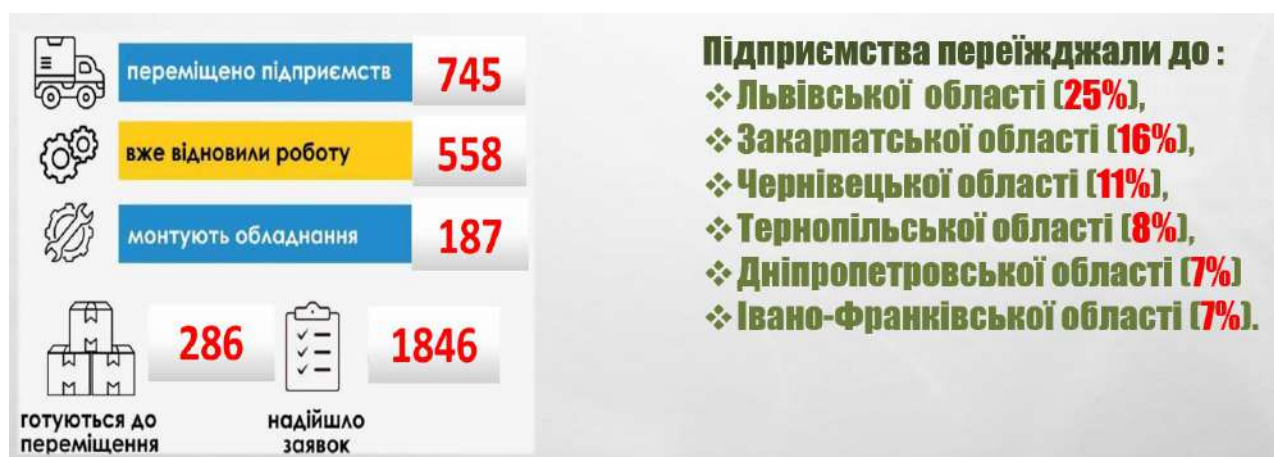 переміщено підприємств 745
вже відновили роботу 558
монтують обладнання 187
286
1846
готуються до
переміщення
надійшло
заявок
Підприємства переїжджали до :
❖ Львівської області (25%),
❖ Закарпатської області (16%),
❖ Чернівецької області (11%),
❖ Тернопільської області (8%),
❖ Дніпропетровської області (7%)
❖ Івано-Франківської області (7%).